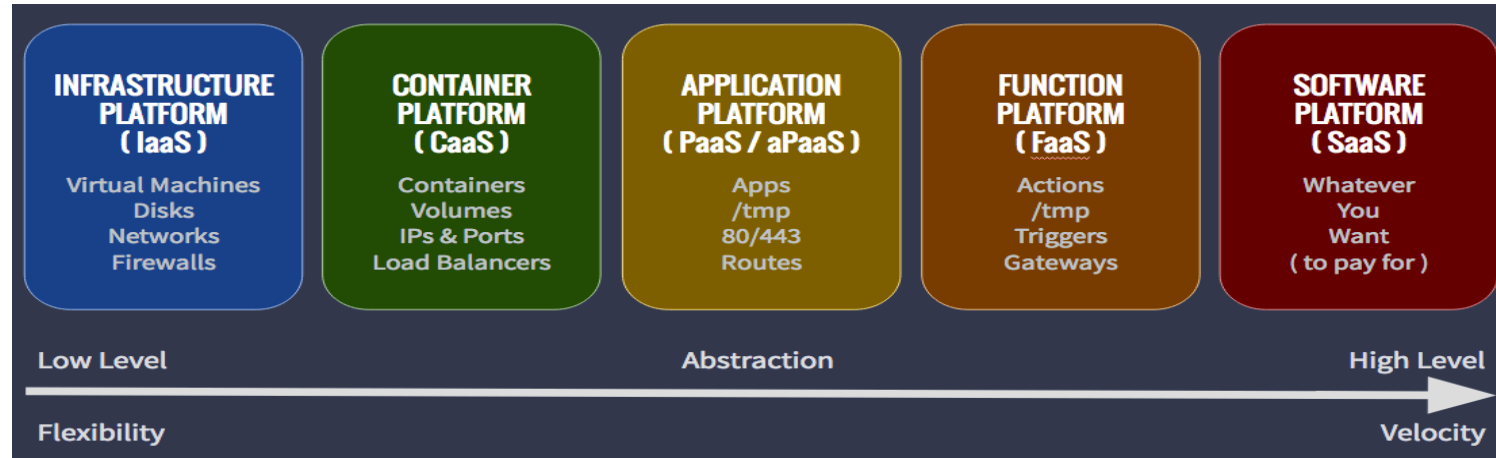 INFRASTRUCTURE
PLATFORM
( IaaS )
Virtual Machines
Disks
Networks
Firewalls
CONTAINER
PLATFORM
( CaaS )
Containers
Volumes
IPs & Ports
Load Balancers
APPLICATION
PLATFORM
( PaaS / aPaaS )
Apps
/tmp
80/443
Routes
FUNCTION
PLATFORM
( FaaS )
Actions
/tmp
Triggers
Gateways
SOFTWARE
PLATFORM
( SaaS )
Whatever
You
Want
( to pay for )
Low Level
Abstraction
High Level
Flexibility
Velocity